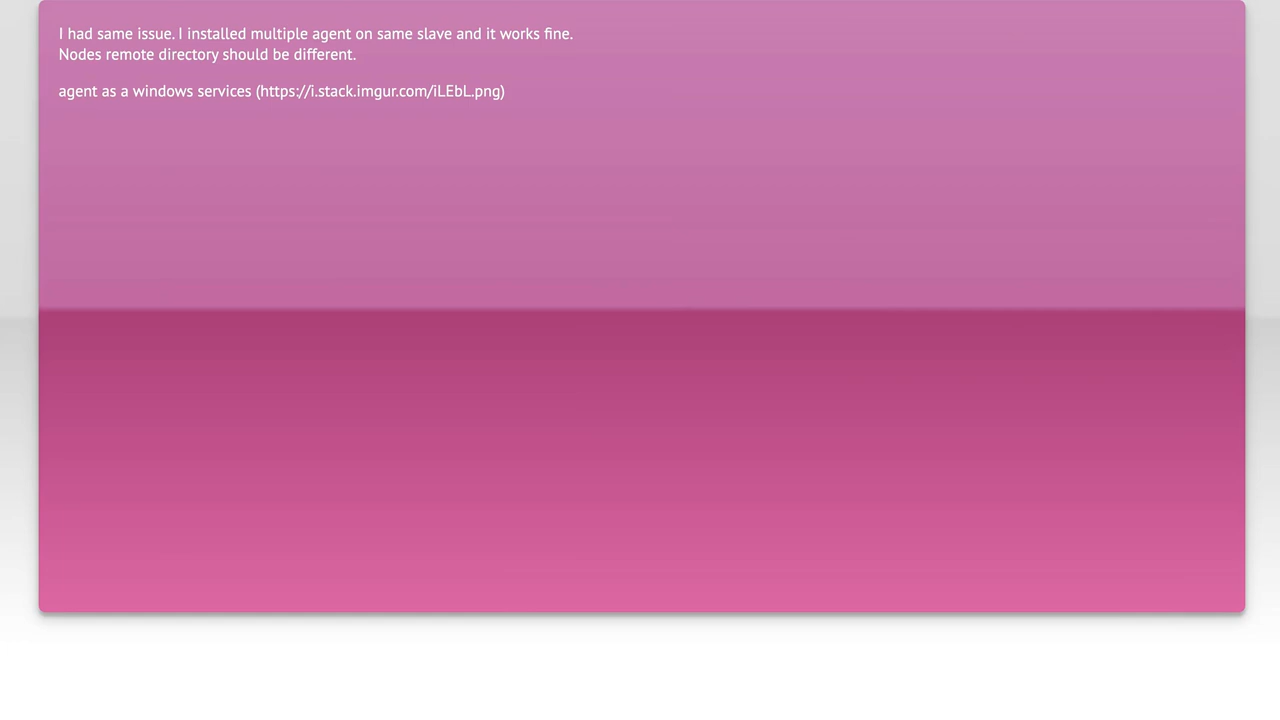 I had same issue. I installed multiple agent on same slave and it works fine.
Nodes remote directory should be different.
agent as a windows services (https://i.stack.imgur.com/iLEbL.png)